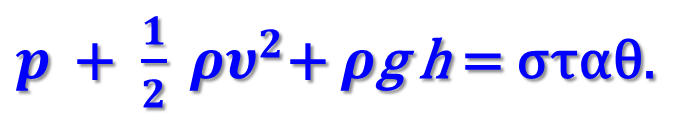 p + 1/2 ρυ² + ρgh = σταθ.